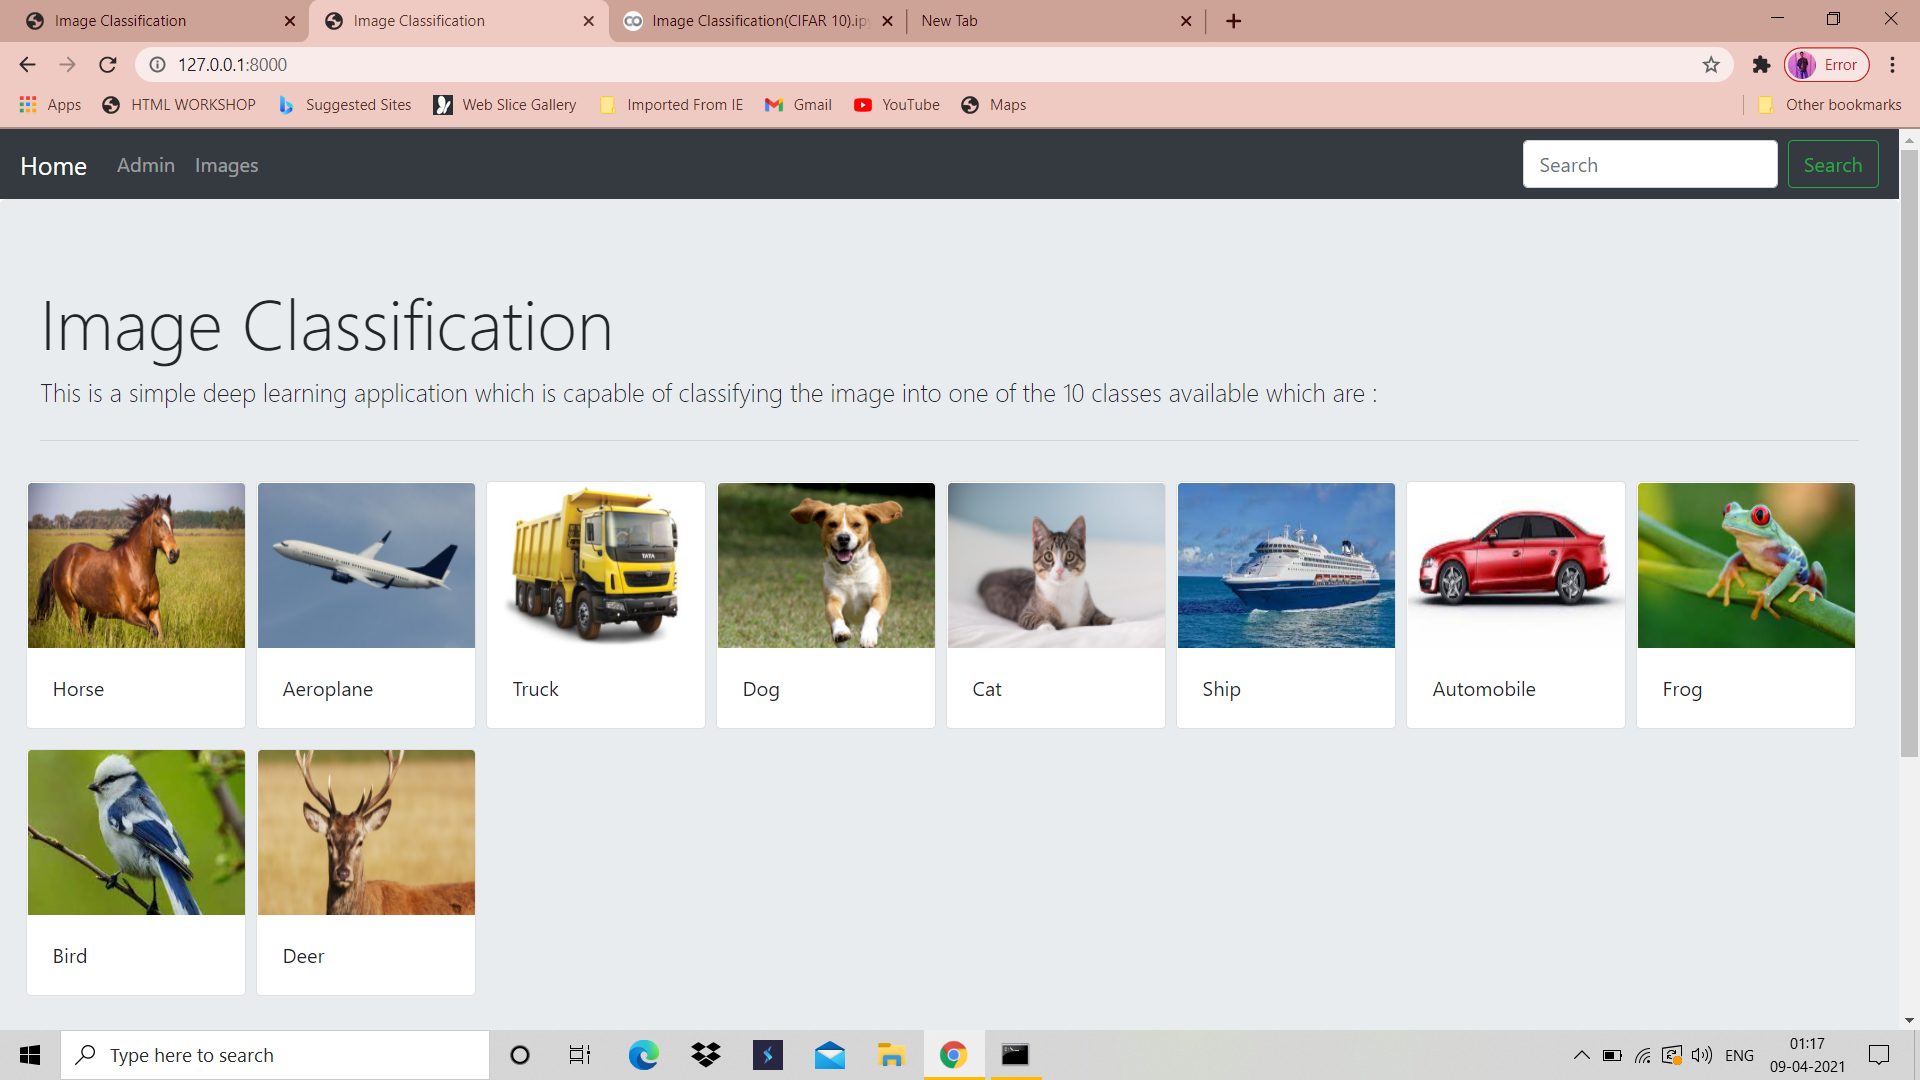 Image Classification
Image Classification
Image Classification(CIFAR 10).ip
New Tab
127.0.0.1:8000
Error
Apps
HTML WORKSHOP
Suggested Sites
Web Slice Gallery
Imported From IE
Gmail
YouTube
Maps
Other bookmarks
Home
Admin
Images
Search
Search
Image Classification
This is a simple deep learning application which is capable of classifying the image into one of the 10 classes available which are :
TATA
Horse
Aeroplane
Truck
Dog
Cat
Ship
Automobile
Frog
Bird
Deer
Type here to search
ENG
01:17
09-04-2021